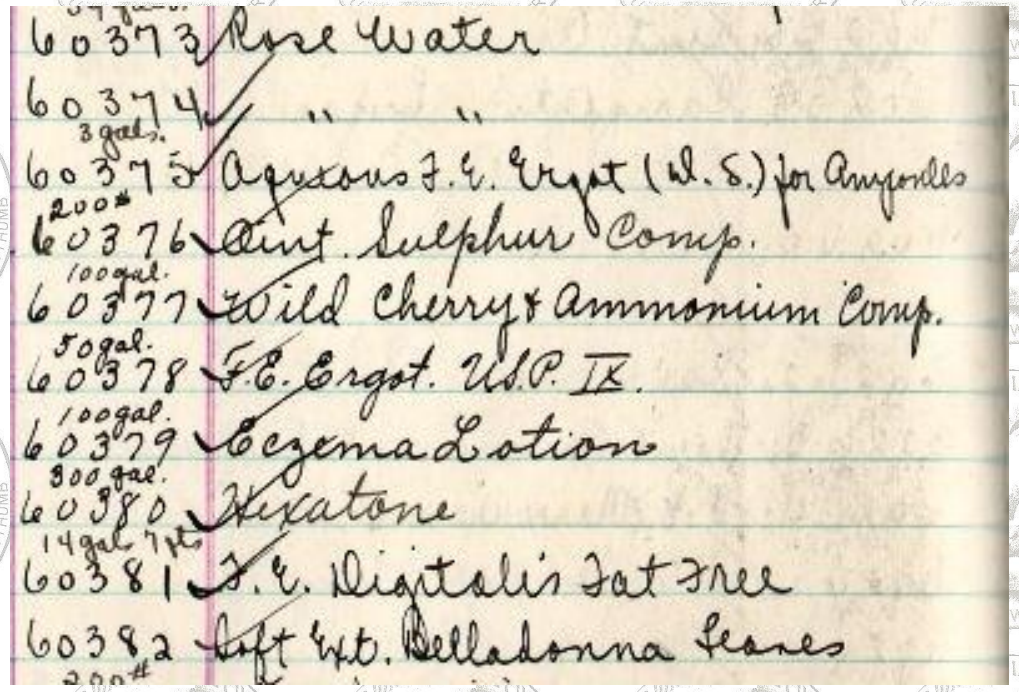 60373 Rose Water
60374 " "
3 gals.
60375 Aqueous F.E. Ergot (W. S.) for Ampoules
200#
60376 Oint. Sulphur Comp.
100 gal.
60377 Wild Cherry & Ammonium Comp.
50 gal.
60378 F.E. Ergot. U.S.P. IX.
100 gal.
60379 Eczema Lotion
300 gal.
60380 Hexatone
14 gals 7 pts
60381 F.E. Digitalis Fat Free
60382 Soft Ext. Belladonna Leaves
200#